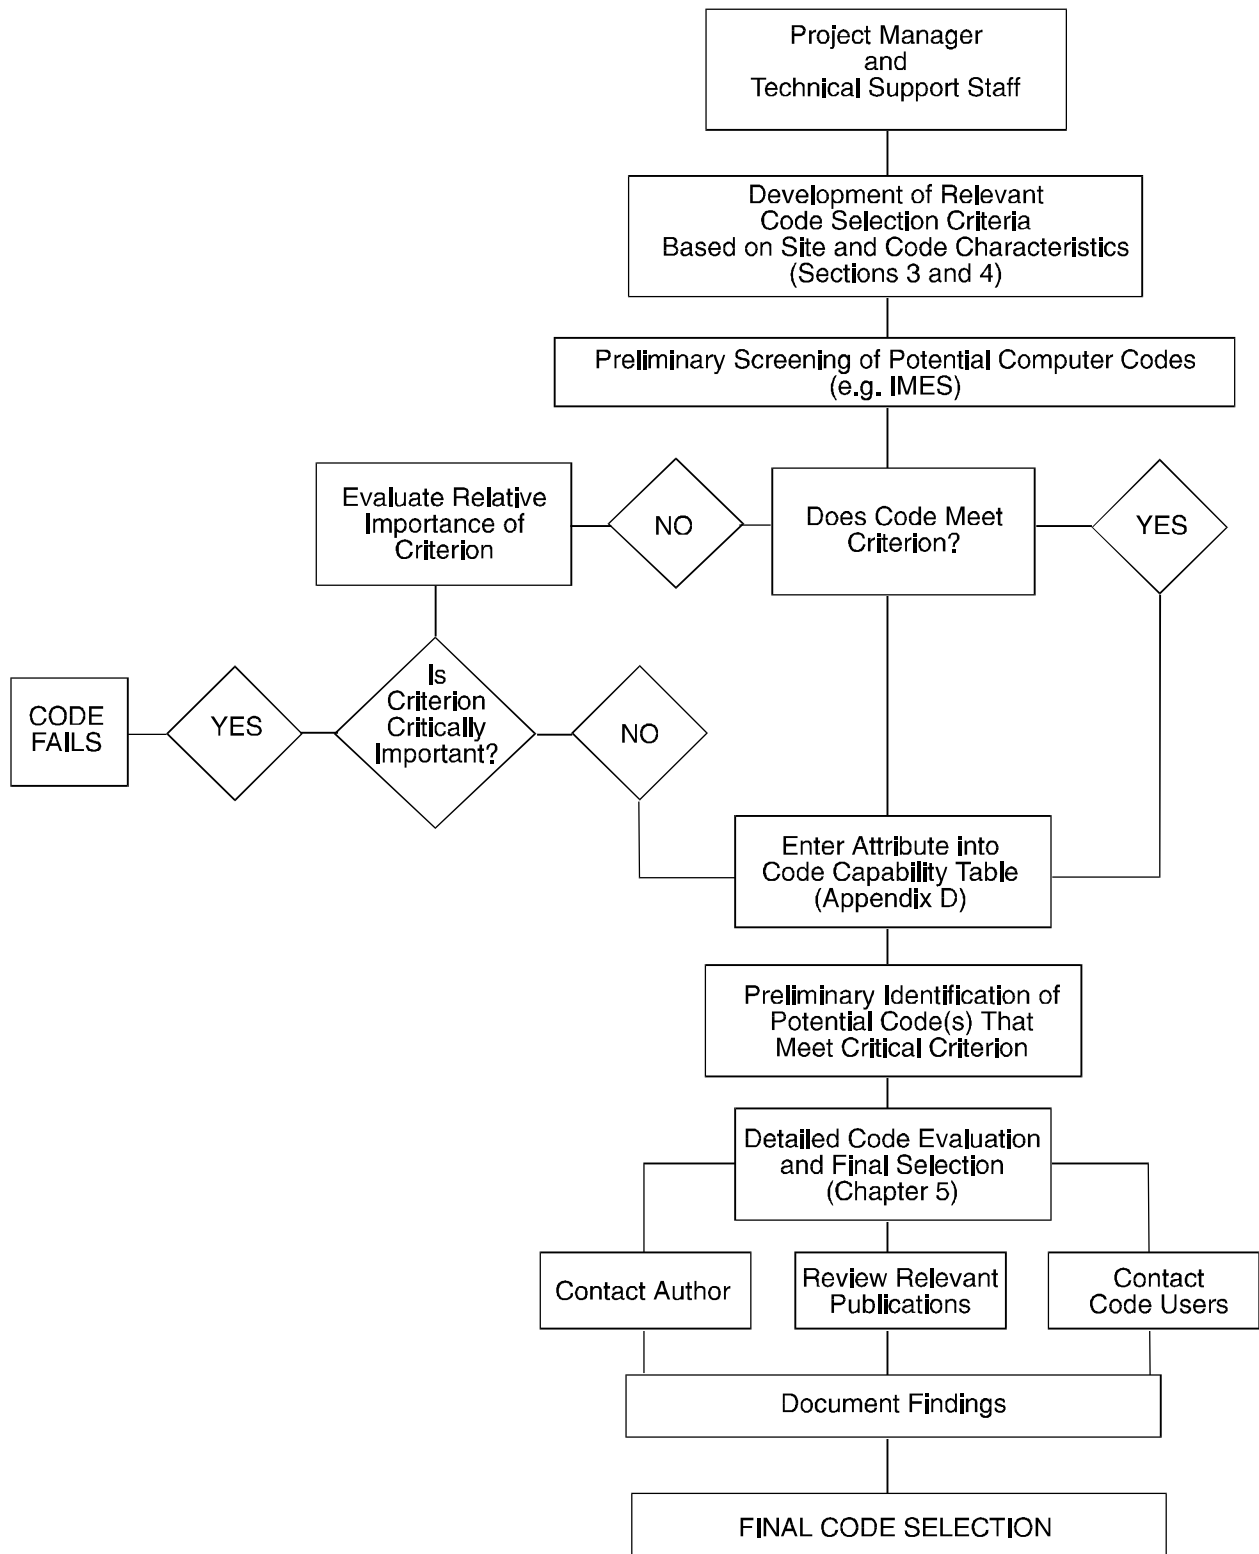 Project Manager
and
Technical Support Staff
Development of Relevant
Code Selection Criteria
Based on Site and Code Characteristics
(Sections 3 and 4)
Preliminary Screening of Potential Computer Codes
(e.g. IMES)
Evaluate Relative
Importance of
Criterion
NO
Does Code Meet
Criterion?
YES
CODE
FAILS
YES
Is
Criterion
Critically
Important?
NO
Enter Attribute into
Code Capability Table
(Appendix D)
Preliminary Identification of
Potential Code(s) That
Meet Critical Criterion
Detailed Code Evaluation
and Final Selection
(Chapter 5)
Contact Author
Review Relevant
Publications
Contact
Code Users
Document Findings
FINAL CODE SELECTION